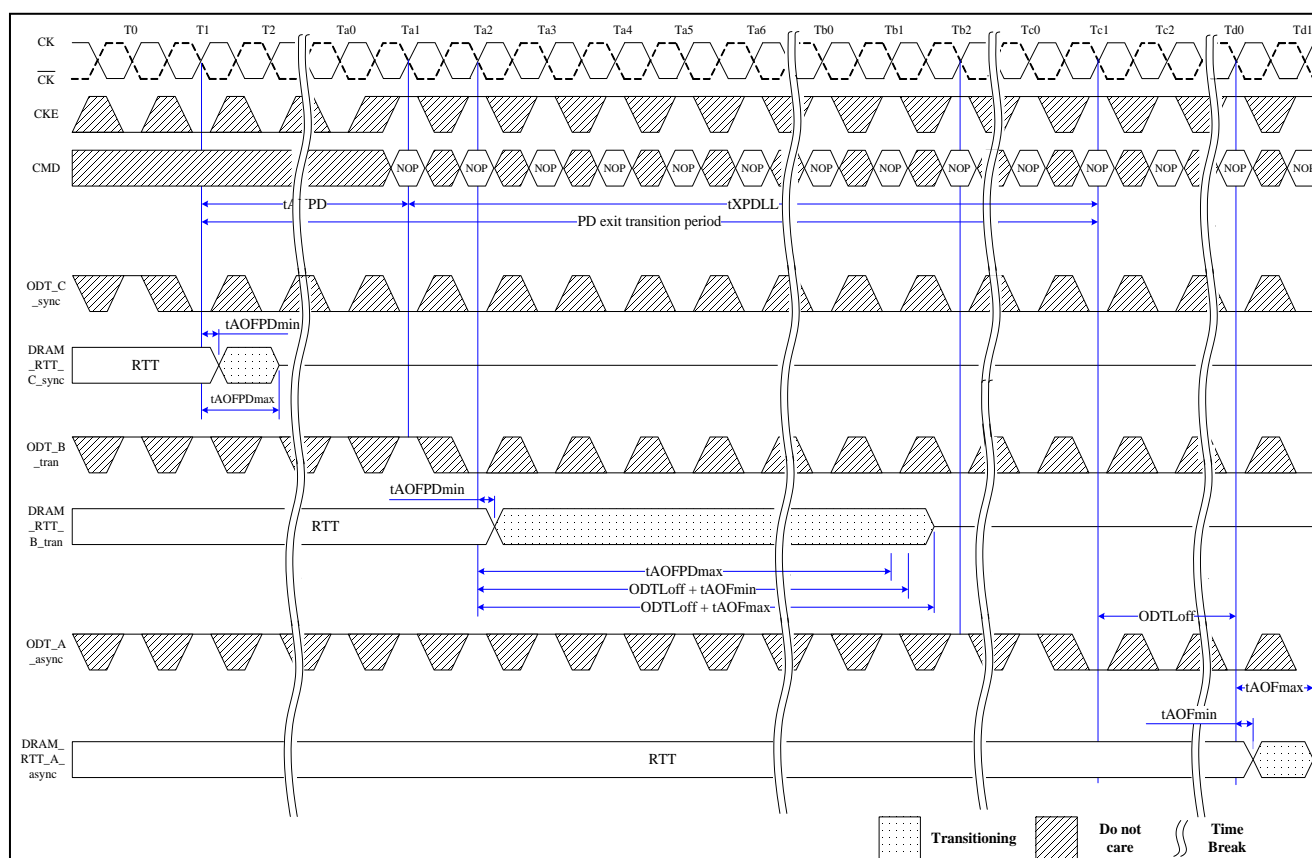 T0 T1 T2 Ta0 Ta1 Ta2 Ta3 Ta4 Ta5 Ta6 Tb0 Tb1 Tb2 Tc0 Tc1 Tc2 Td0 Td1
CK
CK
CKE
CMD
NOP NOP NOP NOP NOP NOP NOP NOP NOP NOP NOP NOP NOP NOP
tXPDLL
PD exit transition period
ODT_C
_sync
tAOFPDmin
DRAM
_RTT_
C_sync
RTT
tAOFPDmax
ODT_B
_tran
tAOFPDmin
DRAM
_RTT_
B_tran
RTT
tAOFPDmax
ODTLoff + tAOFmin
ODTLoff + tAOFmax
ODTLoff
ODT_A
_async
tAOFmax
tAOFmin
DRAM_
RTT_A_
async
RTT
Transitioning
Do not
care
Time
Break